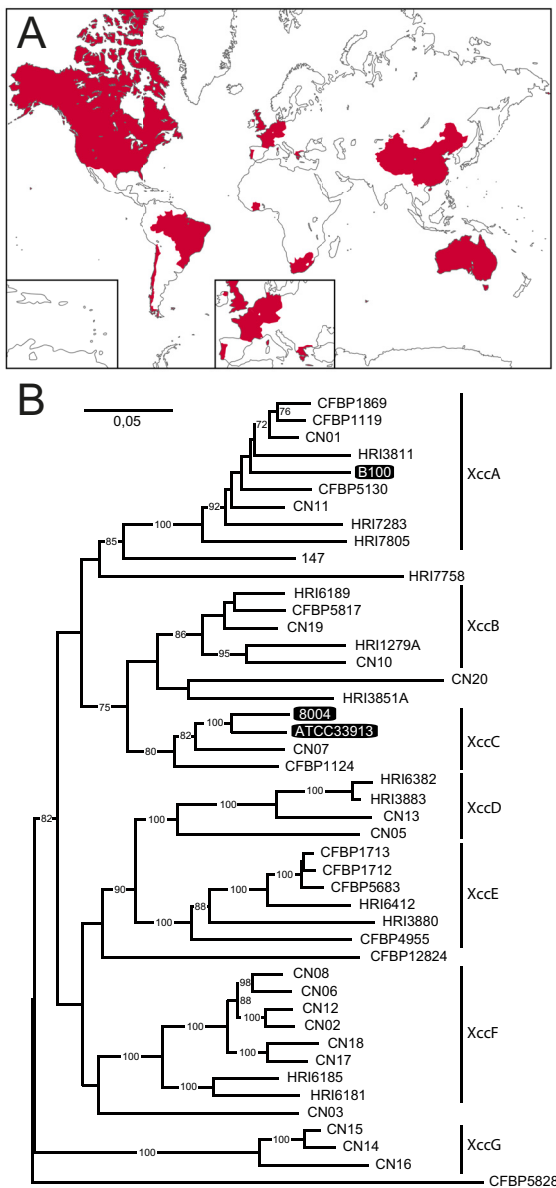 A
B
0,05
CFBP1869
76
72
CFBP1119
CN01
HRI3811
B100
XccA
CFBP5130
CN11
92
HRI7283
100
HRI7805
85
147
HRI7758
HRI6189
CFBP5817
CN19
XccB
86
HRI1279A
95
CN10
CN20
HRI3851A
75
8004
100
ATCC33913
XccC
82
CN07
80
CFBP1124
HRI6382
100
HRI3883
XccD
CN13
100
82
CN05
CFBP1713
CFBP1712
100
CFBP5683
90
100
XccE
HRI6412
88
HRI3880
100
CFBP4955
CFBP12824
CN08
98
CN06
88
CN12
100
CN02
XccF
100
CN18
100
CN17
100
HRI6185
100
HRI6181
CN03
CN15
100
CN14
XccG
100
CN16
CFBP5828